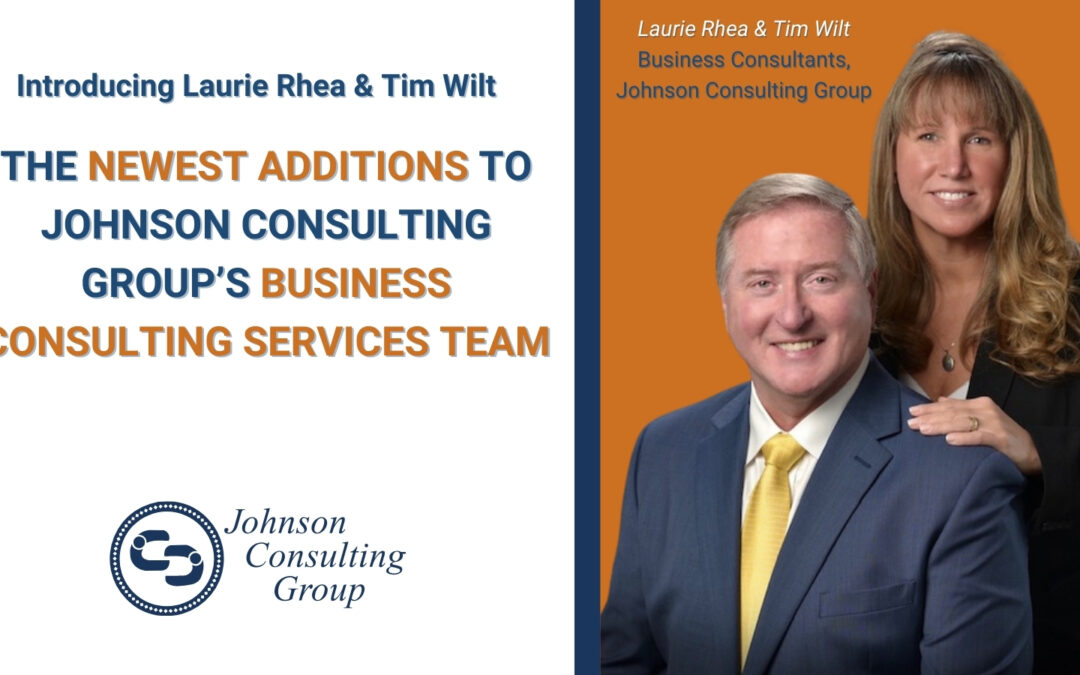 Introducing Laurie Rhea & Tim Wilt
THE NEWEST ADDITIONS TO
JOHNSON CONSULTING
GROUP’S BUSINESS
CONSULTING SERVICES TEAM
Johnson
Consulting
Group
Laurie Rhea & Tim Wilt
Business Consultants,
Johnson Consulting Group